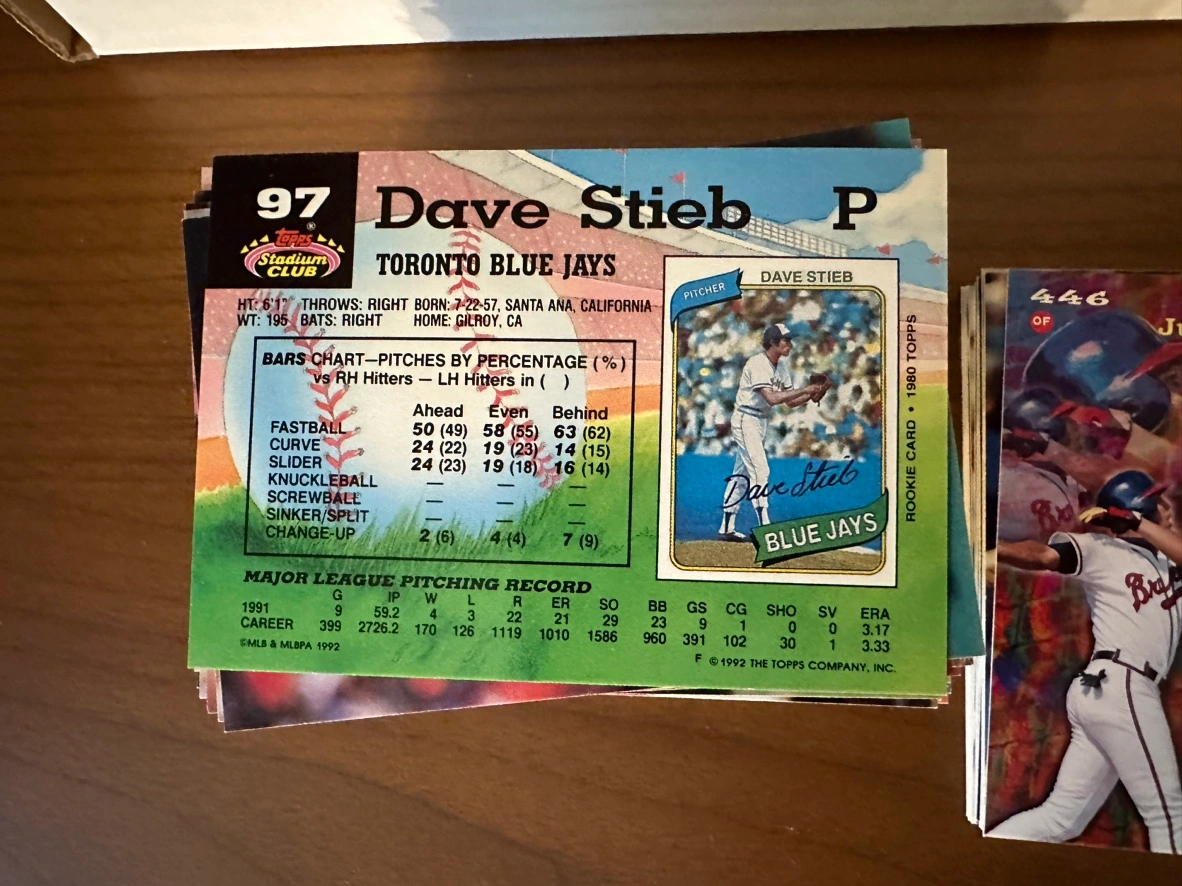 97
Topps®
Stadium
CLUB
Dave Stieb P
TORONTO BLUE JAYS
HT: 6'1" THROWS: RIGHT BORN: 7-22-57, SANTA ANA, CALIFORNIA
WT: 195 BATS: RIGHT HOME: GILROY, CA
BARS CHART—PITCHES BY PERCENTAGE (%)
vs RH Hitters — LH Hitters in ( )
Ahead Even Behind
FASTBALL 50 (49) 58 (55) 63 (62)
CURVE 24 (22) 19 (23) 14 (15)
SLIDER 24 (23) 19 (18) 16 (14)
KNUCKLEBALL — — —
SCREWBALL — — —
SINKER/SPLIT — — —
CHANGE-UP 2 (6) 4 (4) 7 (9)
PITCHER
DAVE STIEB
Dave Stieb
BLUE JAYS
ROOKIE CARD • 1980 TOPPS
MAJOR LEAGUE PITCHING RECORD
G IP W L R ER SO BB GS CG SHO SV ERA
1991 9 59.2 4 3 22 21 29 23 9 1 0 0 3.17
CAREER 399 2726.2 170 126 1119 1010 1586 960 391 102 30 1 3.33
©MLB & MLBPA 1992
F © 1992 THE TOPPS COMPANY, INC.
446
OF